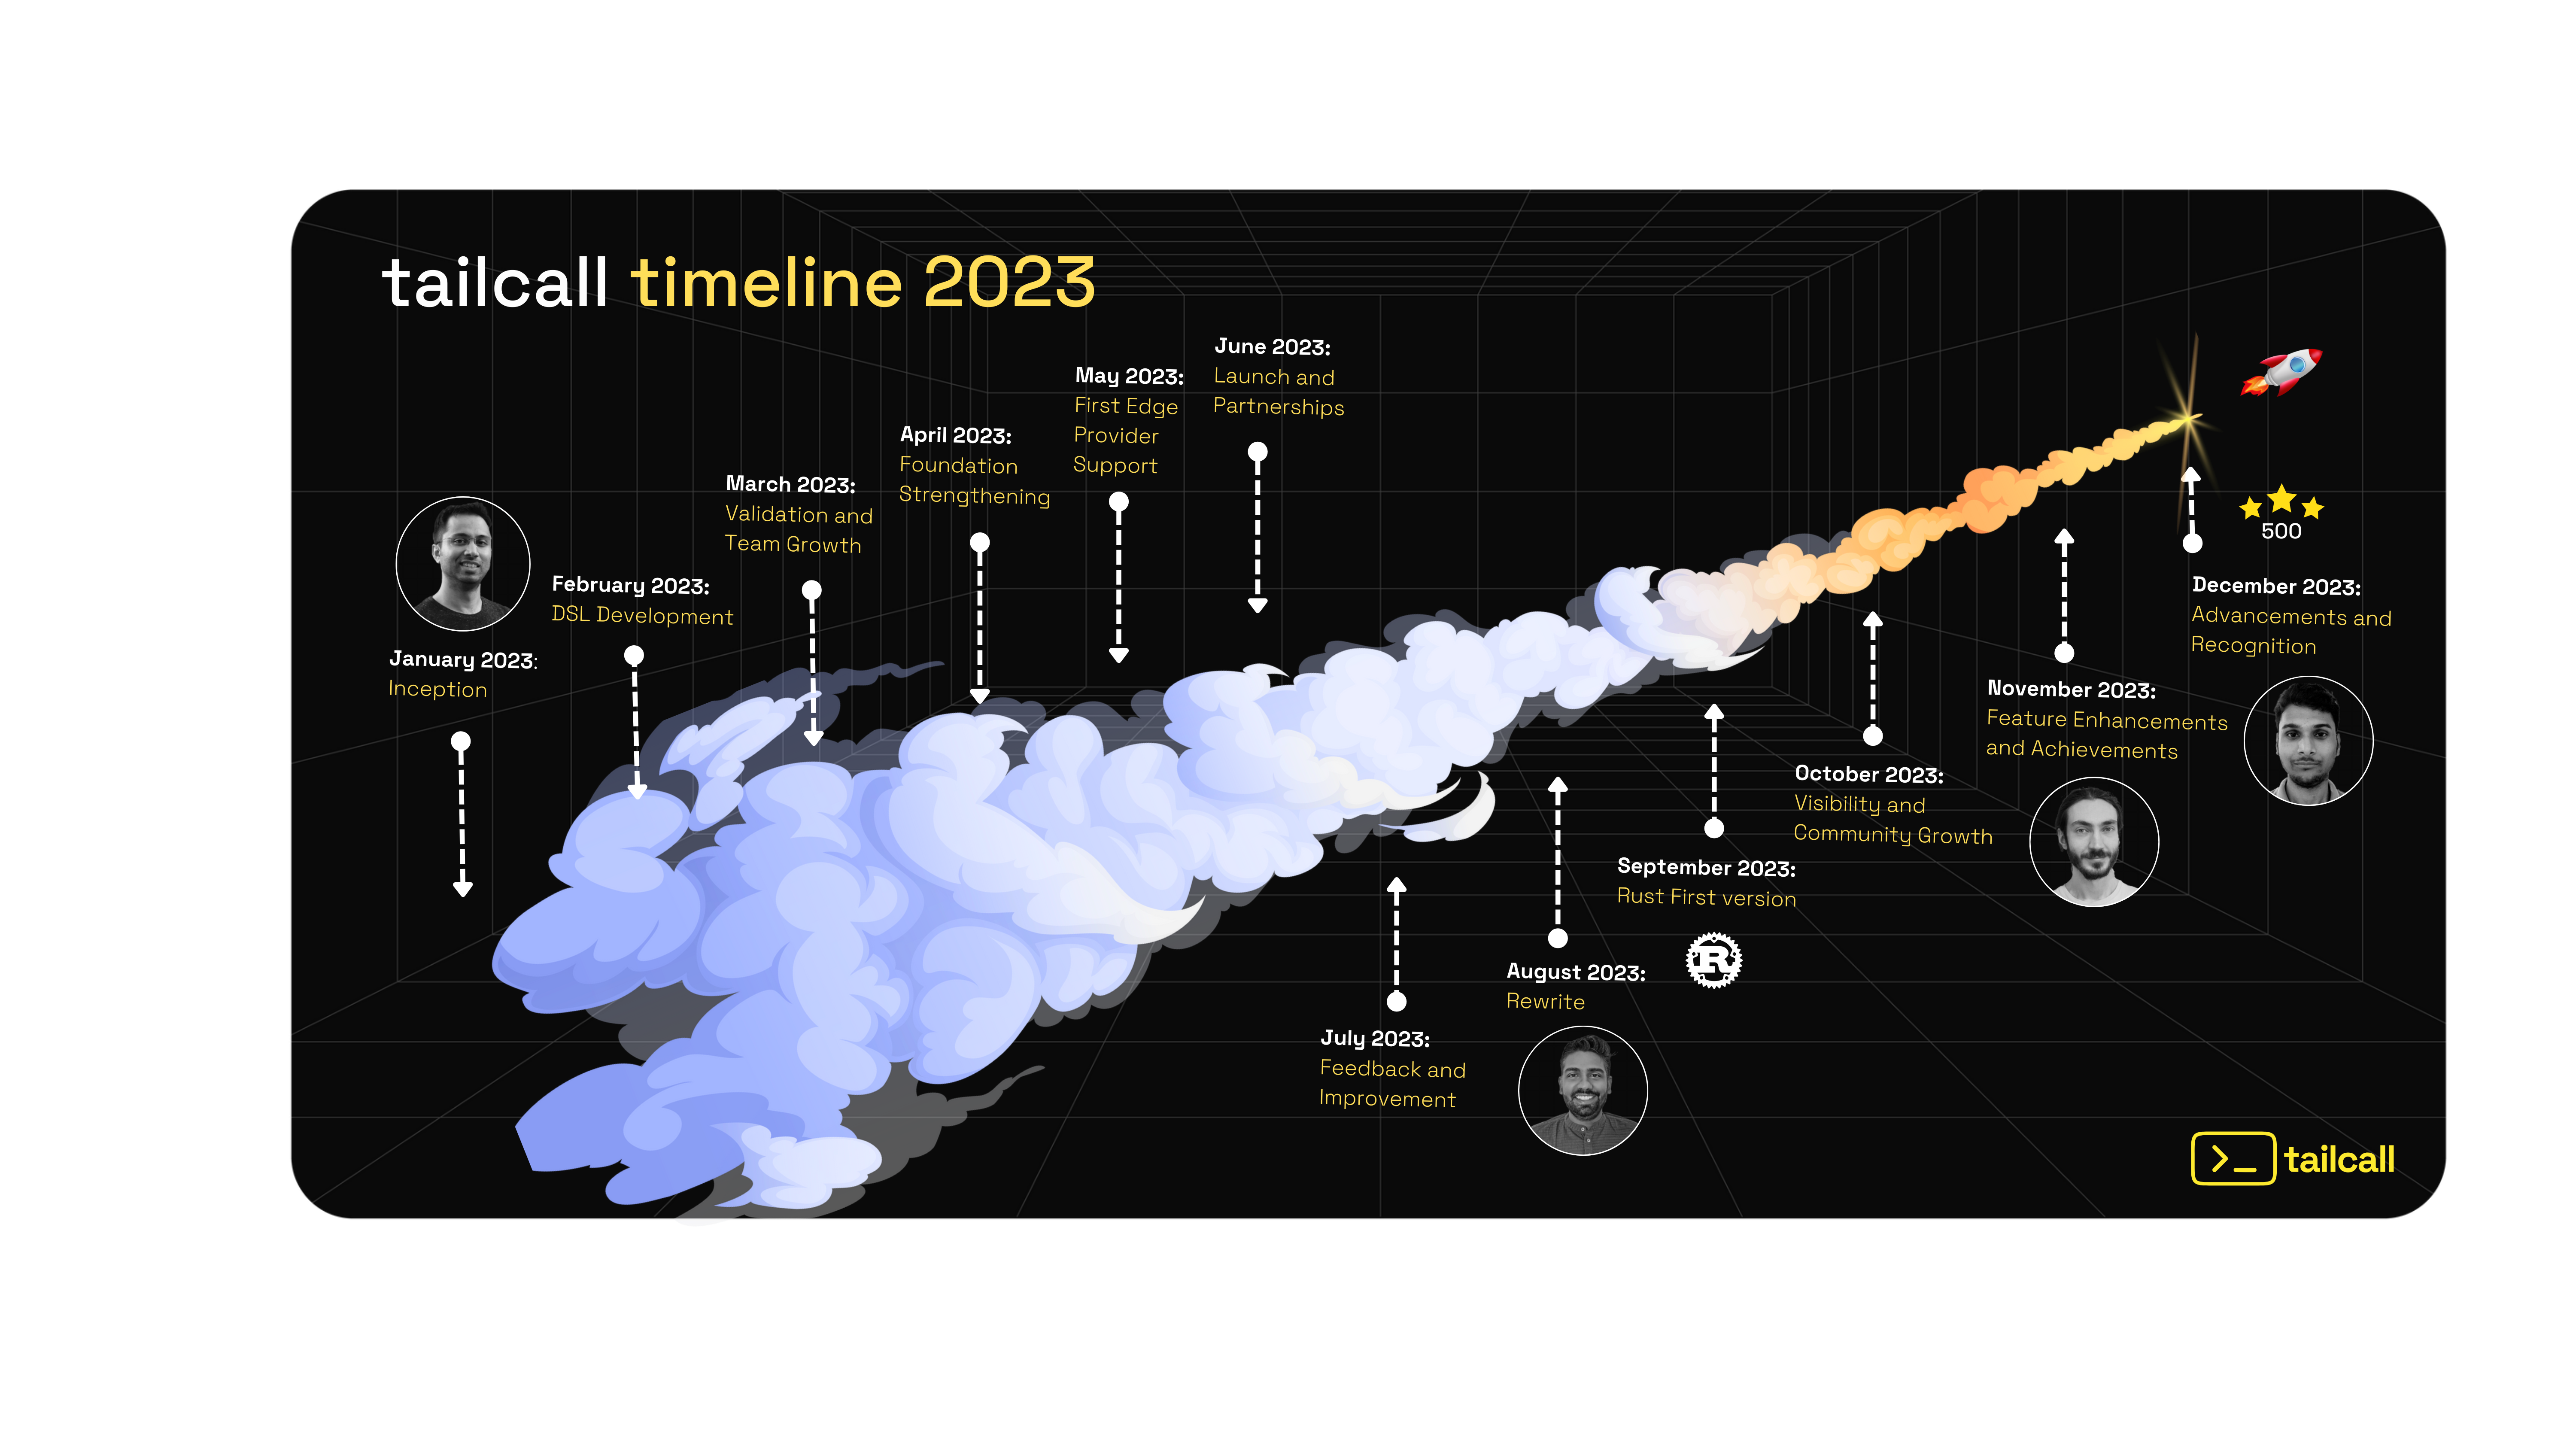 tailcall timeline 2023
January 2023:
Inception
February 2023:
DSL Development
March 2023:
Validation and
Team Growth
April 2023:
Foundation
Strengthening
May 2023:
First Edge
Provider
Support
June 2023:
Launch and
Partnerships
July 2023:
Feedback and
Improvement
August 2023:
Rewrite
September 2023:
Rust First version
R
October 2023:
Visibility and
Community Growth
November 2023:
Feature Enhancements
and Achievements
500
December 2023:
Advancements and
Recognition
>_ tailcall